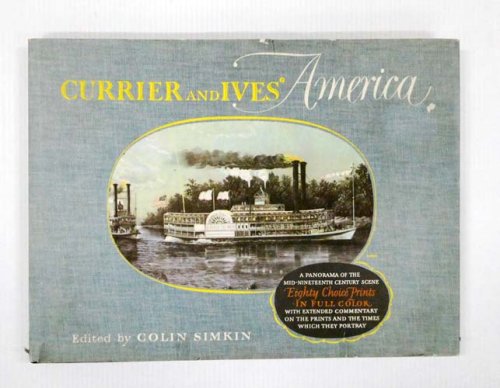 CURRIER AND IVES' America
A PANORAMA OF THE
MID-NINETEENTH CENTURY SCENE
Eighty Choice Prints
IN FULL COLOR
WITH EXTENDED COMMENTARY
ON THE PRINTS AND THE TIMES
WHICH THEY PORTRAY
Edited by COLIN SIMKIN